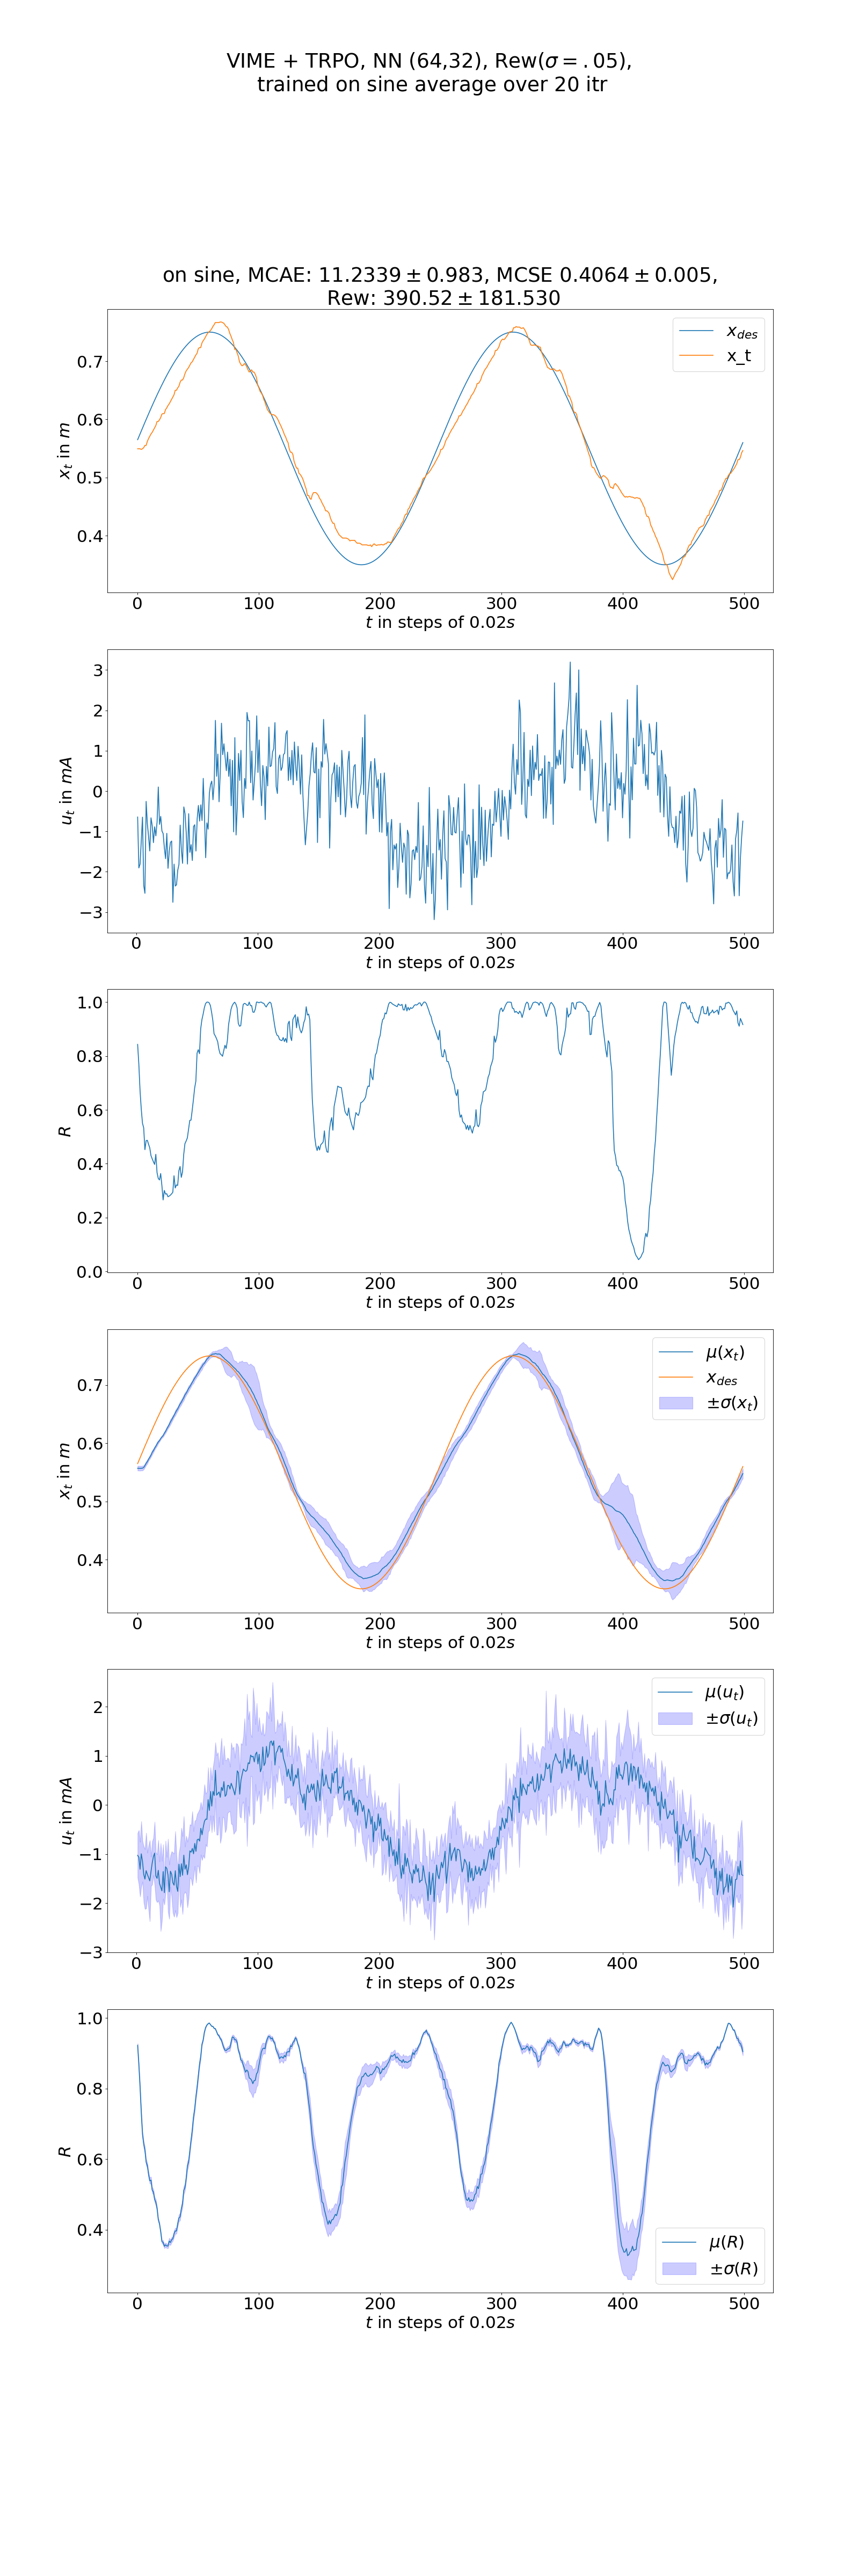 VIME + TRPO, NN (64,32), Rew(σ = .05),
trained on sine average over 20 itr
on sine, MCAE: 11.2339 ± 0.983, MCSE 0.4064 ± 0.005,
Rew: 390.52 ± 181.530
x_des
x_t
0.7
0.6
0.5
0.4
x_t in m
0 100 200 300 400 500
t in steps of 0.02s
3
2
1
0
−1
−2
−3
u_t in mA
0 100 200 300 400 500
t in steps of 0.02s
1.0
0.8
0.6
0.4
0.2
0.0
R
0 100 200 300 400 500
t in steps of 0.02s
μ(x_t)
x_des
±σ(x_t)
0.7
0.6
0.5
0.4
x_t in m
0 100 200 300 400 500
t in steps of 0.02s
μ(u_t)
±σ(u_t)
2
1
0
−1
−2
−3
u_t in mA
0 100 200 300 400 500
t in steps of 0.02s
1.0
0.8
0.6
0.4
R
μ(R)
±σ(R)
0 100 200 300 400 500
t in steps of 0.02s